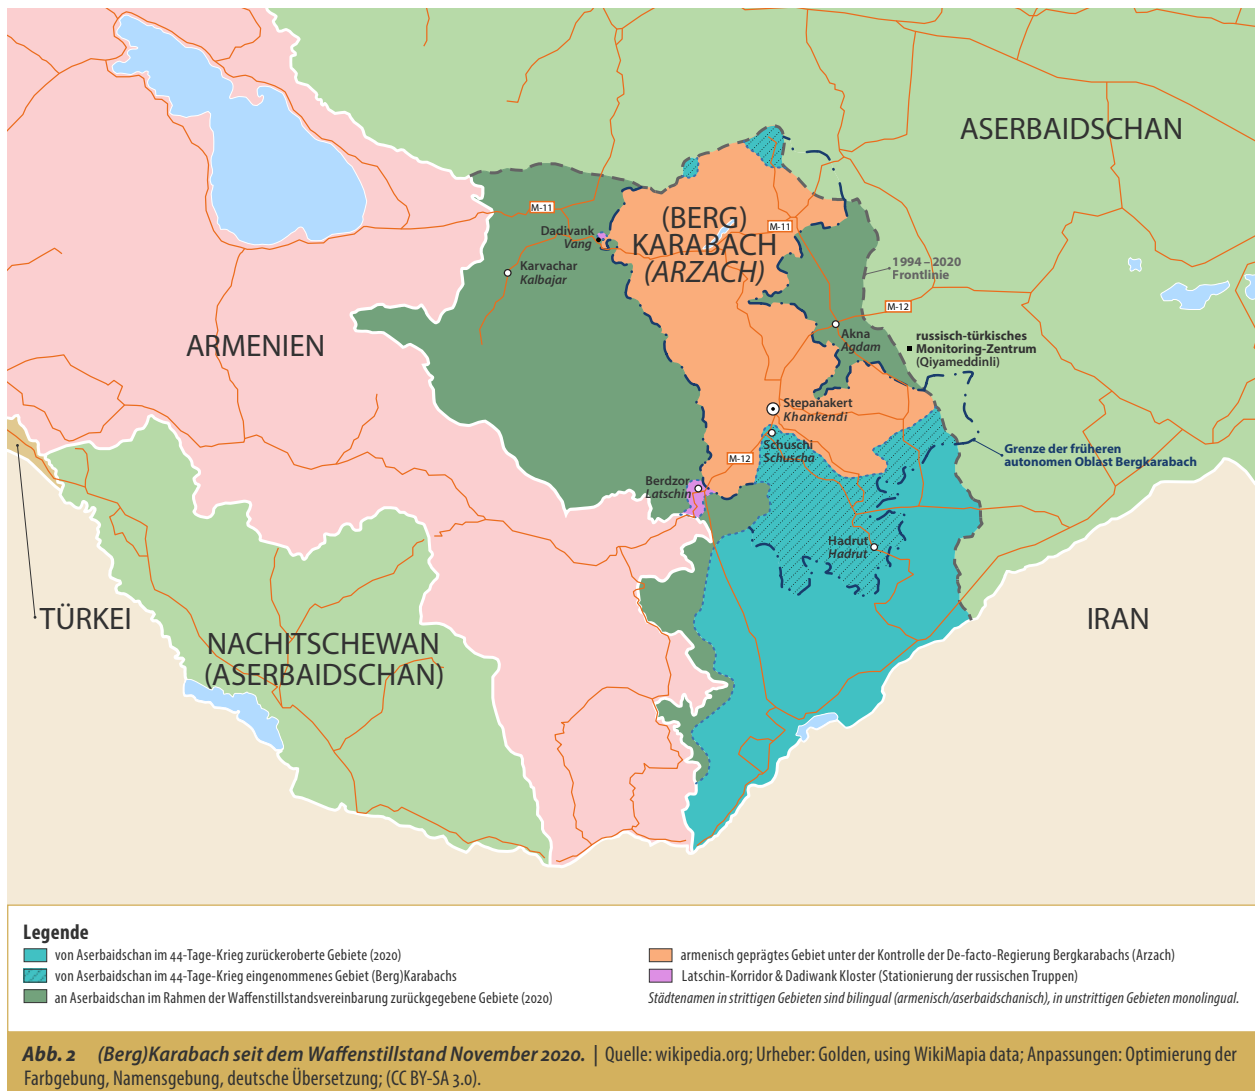 ASERBAIDSCHAN
(BERG)
KARABACH
(ARZACH)
M-11
M-11
Dadivank
Vang
Karvachar
Kalbajar
1994 – 2020
Frontlinie
M-12
Akna
Agdam
russisch-türkisches
Monitoring-Zentrum
(Qiyameddinli)
ARMENIEN
Stepanakert
Khankendi
Schuschi
Schuscha
Grenze der früheren
autonomen Oblast Bergkarabach
M-12
Berdzor
Latschin
Hadrut
Hadrut
TÜRKEI
IRAN
NACHITSCHEWAN
(ASERBAIDSCHAN)
Legende
von Aserbaidschan im 44-Tage-Krieg zurückeroberte Gebiete (2020)
von Aserbaidschan im 44-Tage-Krieg eingenommenes Gebiet (Berg)Karabachs
an Aserbaidschan im Rahmen der Waffenstillstandsvereinbarung zurückgegebene Gebiete (2020)
armenisch geprägtes Gebiet unter der Kontrolle der De-facto-Regierung Bergkarabachs (Arzach)
Latschin-Korridor & Dadiwank Kloster (Stationierung der russischen Truppen)
Städtenamen in strittigen Gebieten sind bilingual (armenisch/aserbaidschanisch), in unstrittigen Gebieten monolingual.
Abb. 2 (Berg)Karabach seit dem Waffenstillstand November 2020. | Quelle: wikipedia.org; Urheber: Golden, using WikiMapia data; Anpassungen: Optimierung der
Farbgebung, Namensgebung, deutsche Übersetzung; (CC BY-SA 3.0).